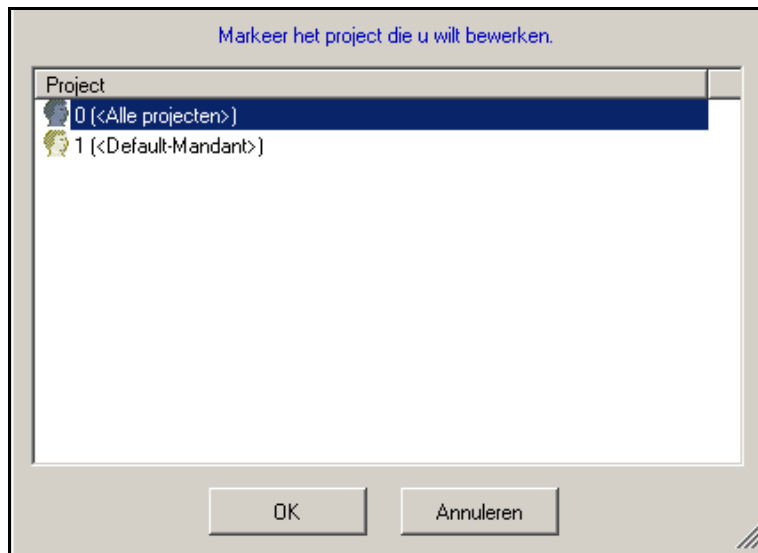 Markeer het project die u wilt bewerken.
Project
0 (<Alle projecten>)
1 (<Default-Mandant>)
OK Annuleren